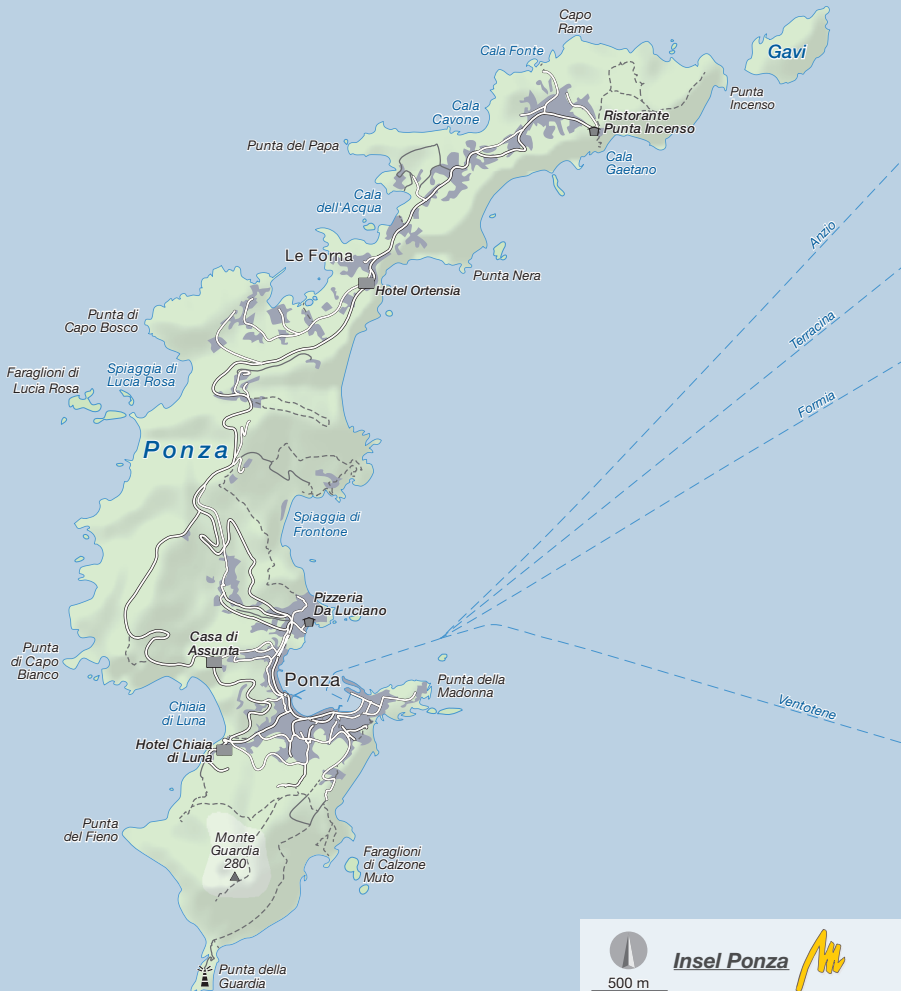 Capo
Rame
Cala Fonte
Gavi
Punta
Incenso
Cala
Cavone
Ristorante
Punta Incenso
Punta del Papa
Cala
Gaetano
Cala
dell'Acqua
Anzio
Le Forna
Punta Nera
Hotel Ortensia
Punta di
Capo Bosco
Terracina
Faraglioni di
Lucia Rosa
Spiaggia di
Lucia Rosa
Formia
Ponza
Spiaggia di
Frontone
Pizzeria
Da Luciano
Casa di
Assunta
Punta
di Capo
Bianco
Ponza
Punta della
Madonna
Chiaia
di Luna
Ventotene
Hotel Chiaia
di Luna
Punta
del Fieno
Monte
Guardia
280
Faraglioni
di Calzone
Muto
Punta della
Guardia
Insel Ponza
500 m